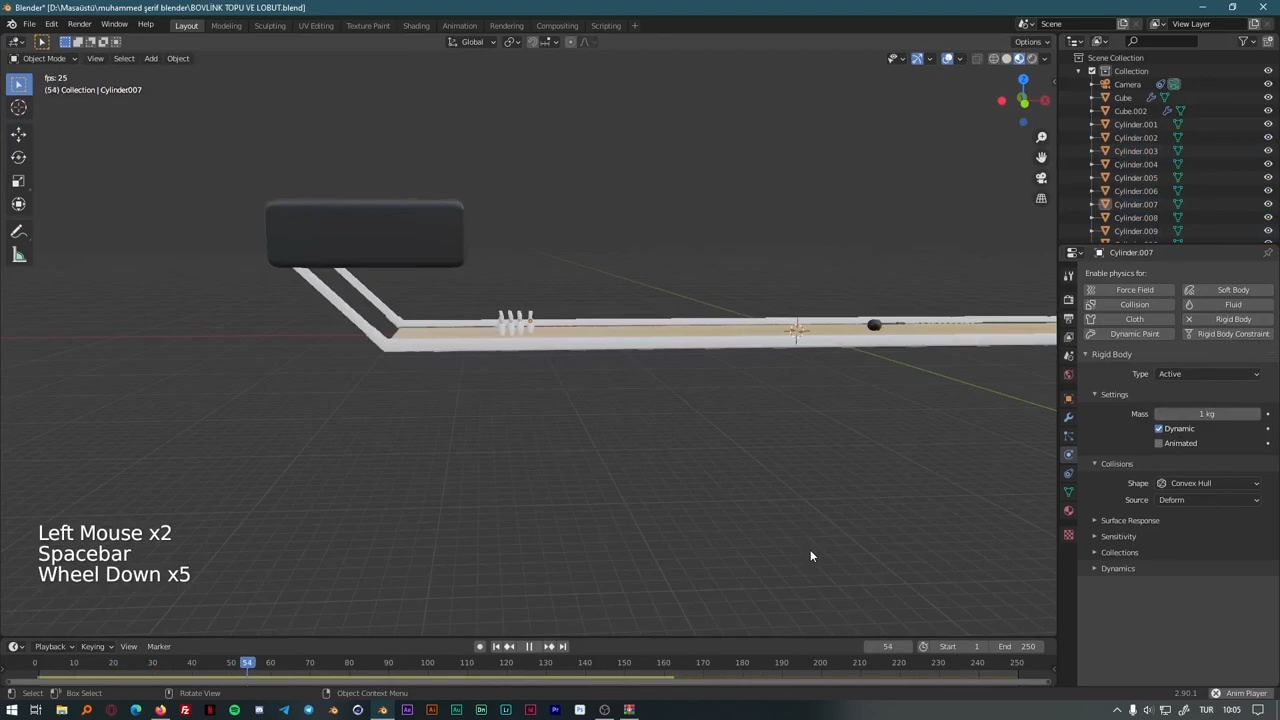 Blender* [D:\Masaüstü\muhammed şerif blender\BOVLİNK TOPU VE LOBUT.blend]
File Edit Render Window Help Layout Modeling Sculpting UV Editing Texture Paint Shading Animation Rendering Compositing Scripting + Scene View Layer
Global Options
Object Mode View Select Add Object
fps: 25
(54) Collection | Cylinder007
Scene Collection
Collection
Camera
Cube
Cube.002
Cylinder.001
Cylinder.002
Cylinder.003
Cylinder.004
Cylinder.005
Cylinder.006
Cylinder.007
Cylinder.008
Cylinder.009
Cylinder.007
Enable physics for:
Force Field Soft Body
Collision Fluid
Cloth Rigid Body
Dynamic Paint Rigid Body Constraint
Rigid Body
Type Active
Settings
Mass 1 kg
Dynamic
Animated
Collisions
Shape Convex Hull
Source Deform
Surface Response
Sensitivity
Collections
Dynamics
Left Mouse x2
Spacebar
Wheel Down x5
Playback Keying View Marker 54 Start 1 End 250
0 10 20 30 40 50 54 60 70 80 90 100 110 120 130 140 150 160 170 180 190 200 210 220 230 240 250
Select Box Select Rotate View Object Context Menu 2.90.1 Anim Player
TUR 10:05